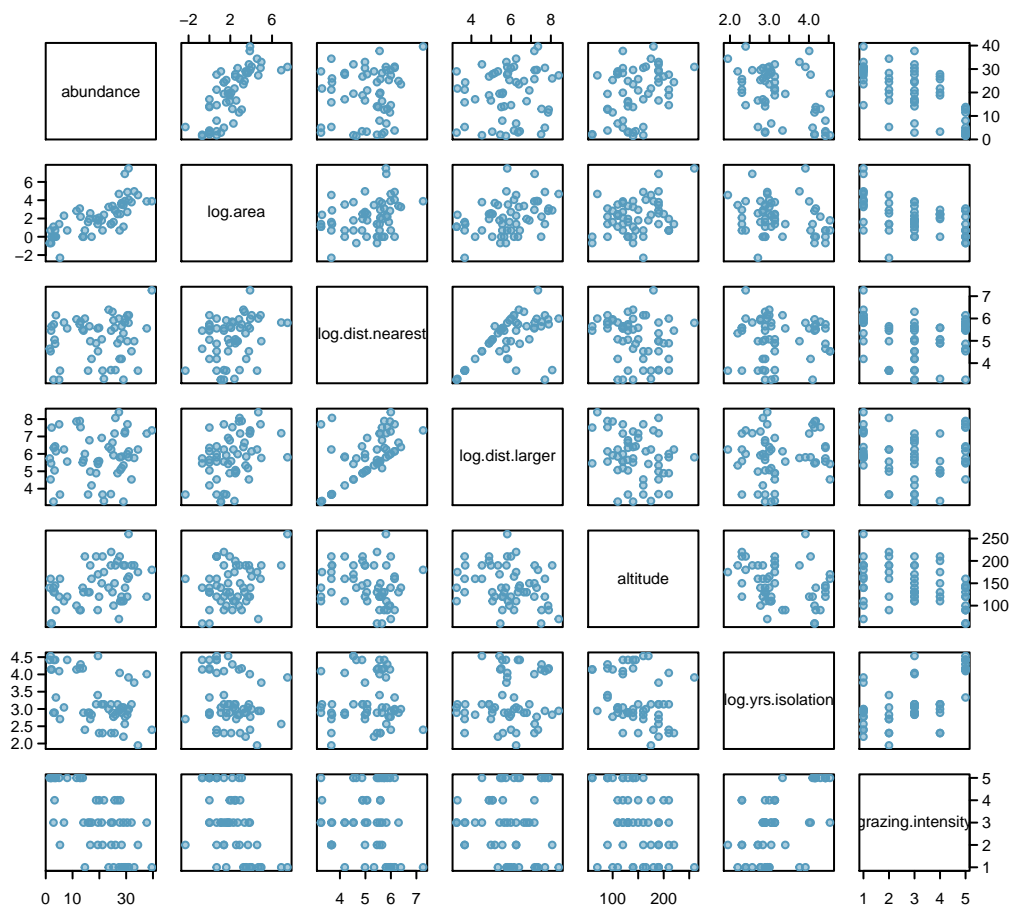 −2 2 6 4 6 8 2.0 3.0 4.0
abundance
0 10 20 30 40
−2 0 2 4 6
log.area
log.dist.nearest
4 5 6 7
4 5 6 7 8
log.dist.larger
altitude
100 150 200 250
2.0 2.5 3.0 3.5 4.0 4.5
log.yrs.isolation
grazing.intensity
1 2 3 4 5
0 10 30 4 5 6 7 100 200 1 2 3 4 5